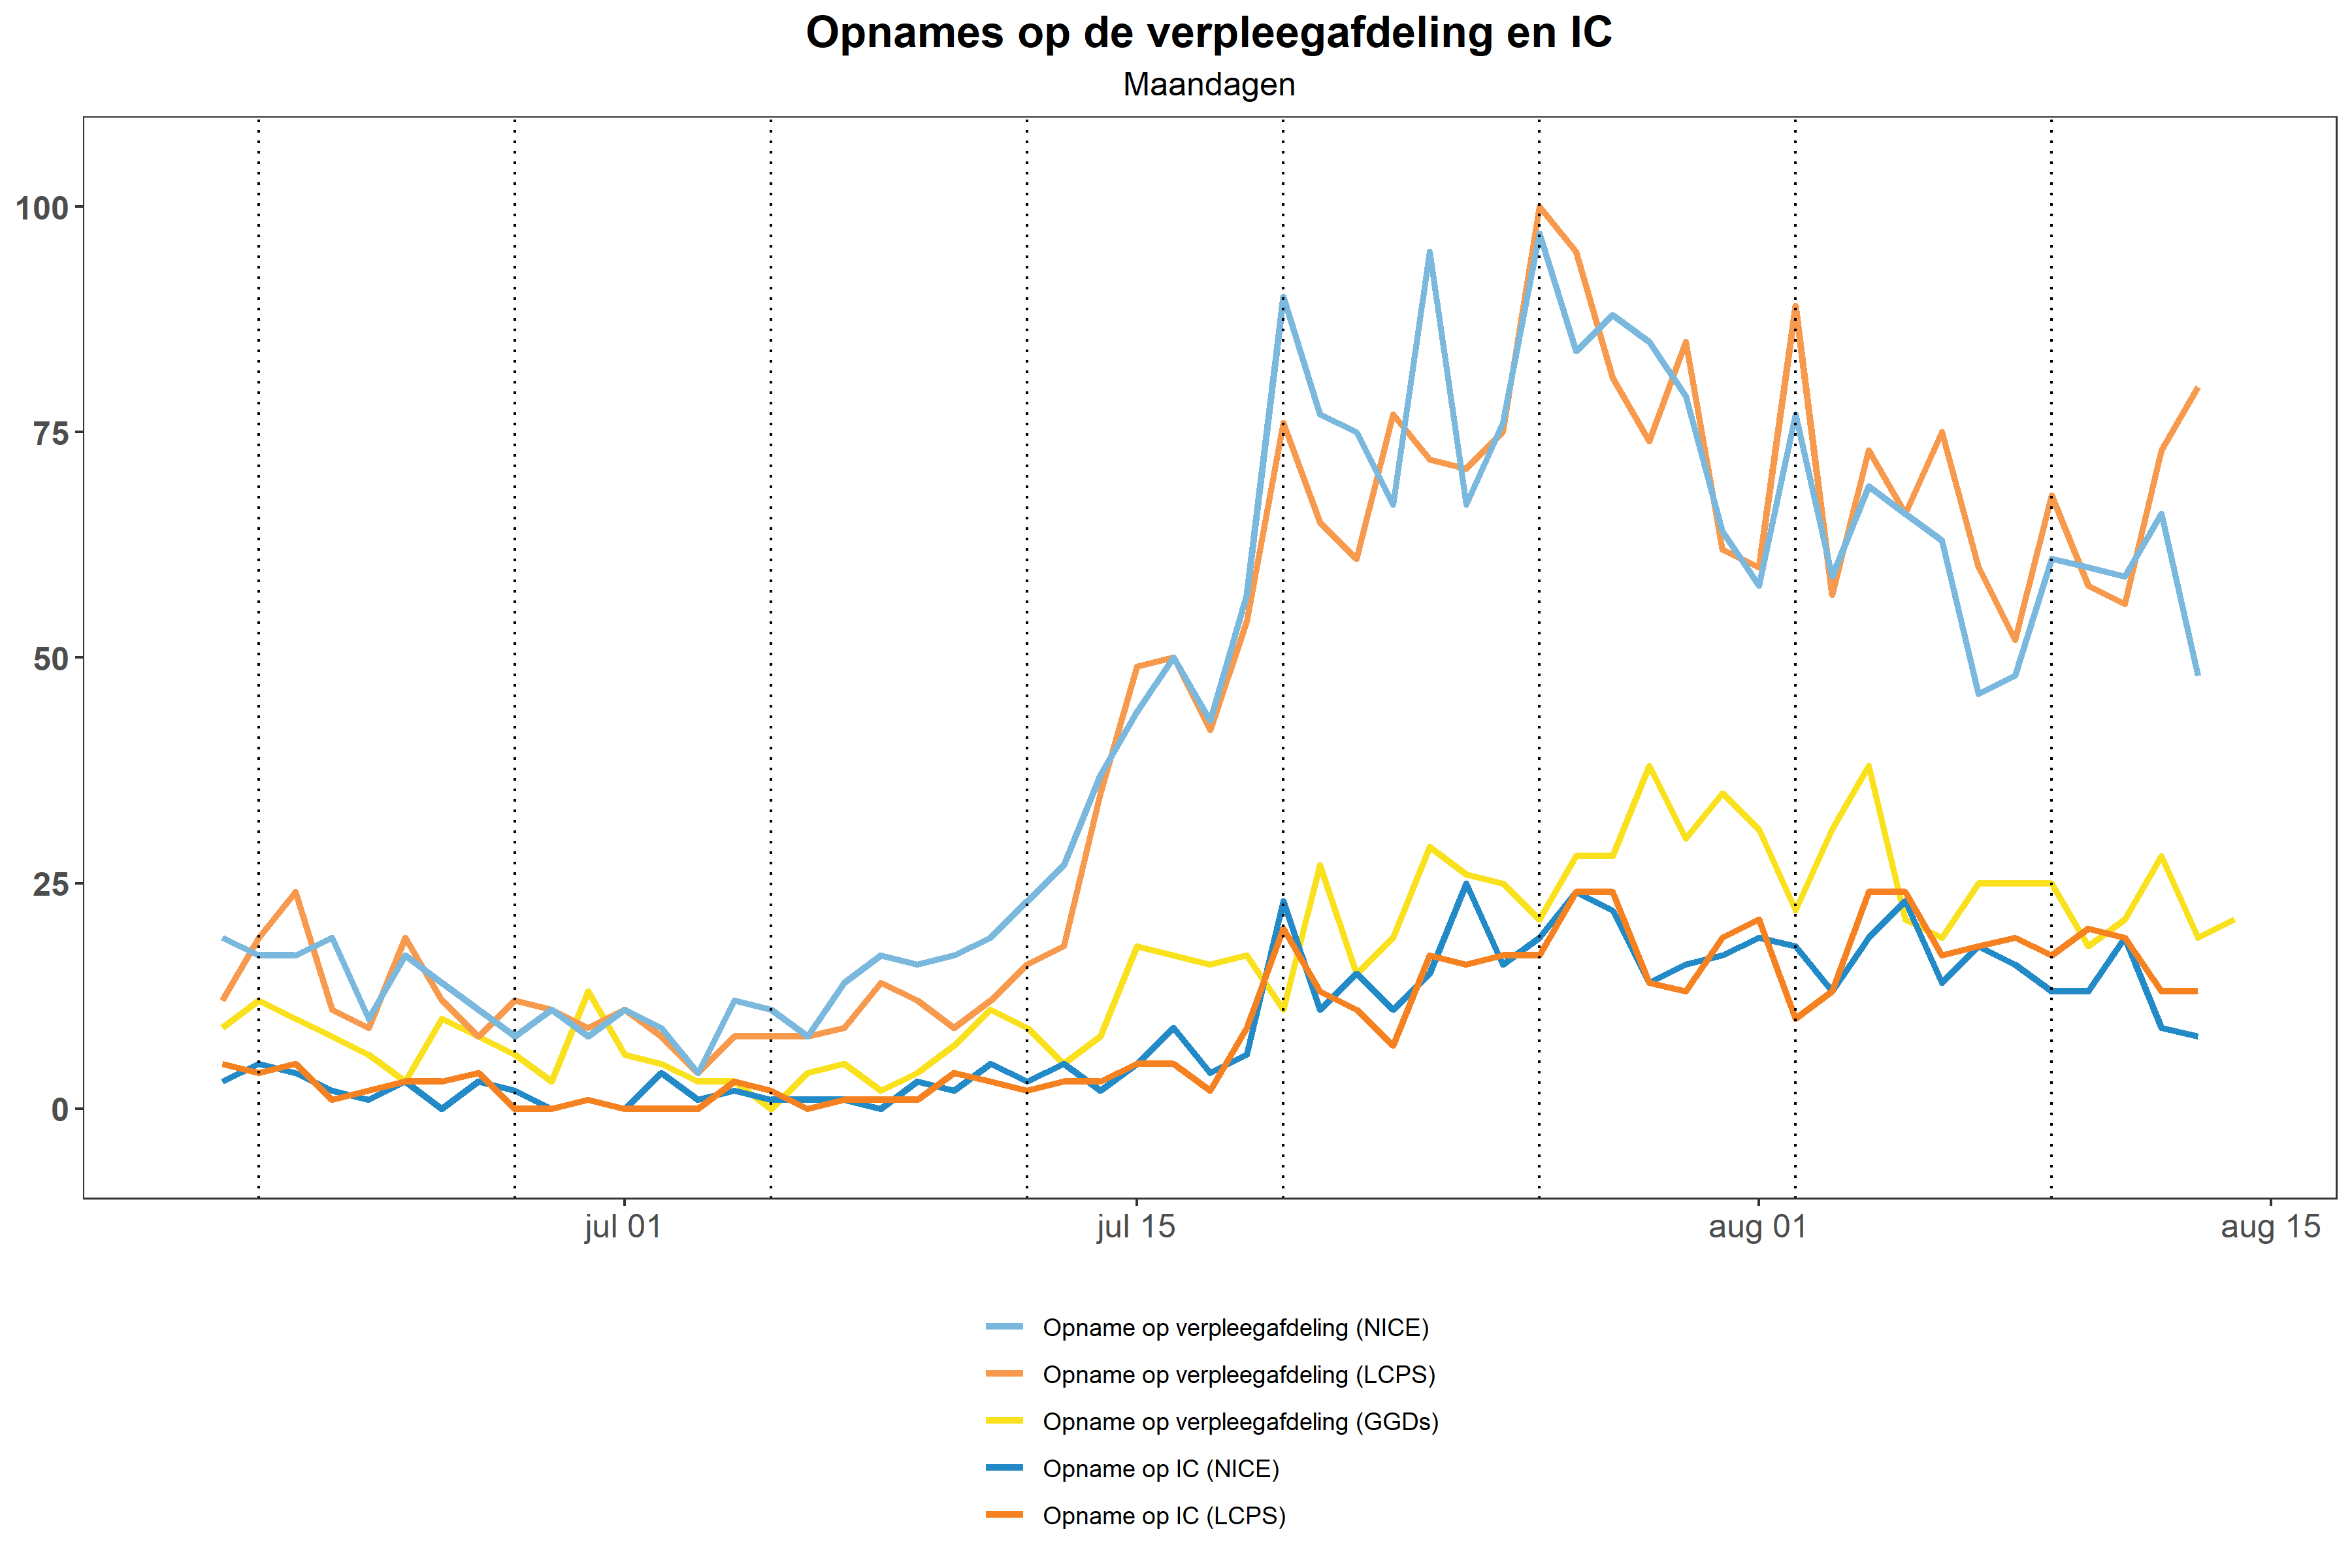 Opnames op de verpleegafdeling en IC
Maandagen
100
75
50
25
0
jul 01 jul 15 aug 01 aug 15
Opname op verpleegafdeling (NICE)
Opname op verpleegafdeling (LCPS)
Opname op verpleegafdeling (GGDs)
Opname op IC (NICE)
Opname op IC (LCPS)